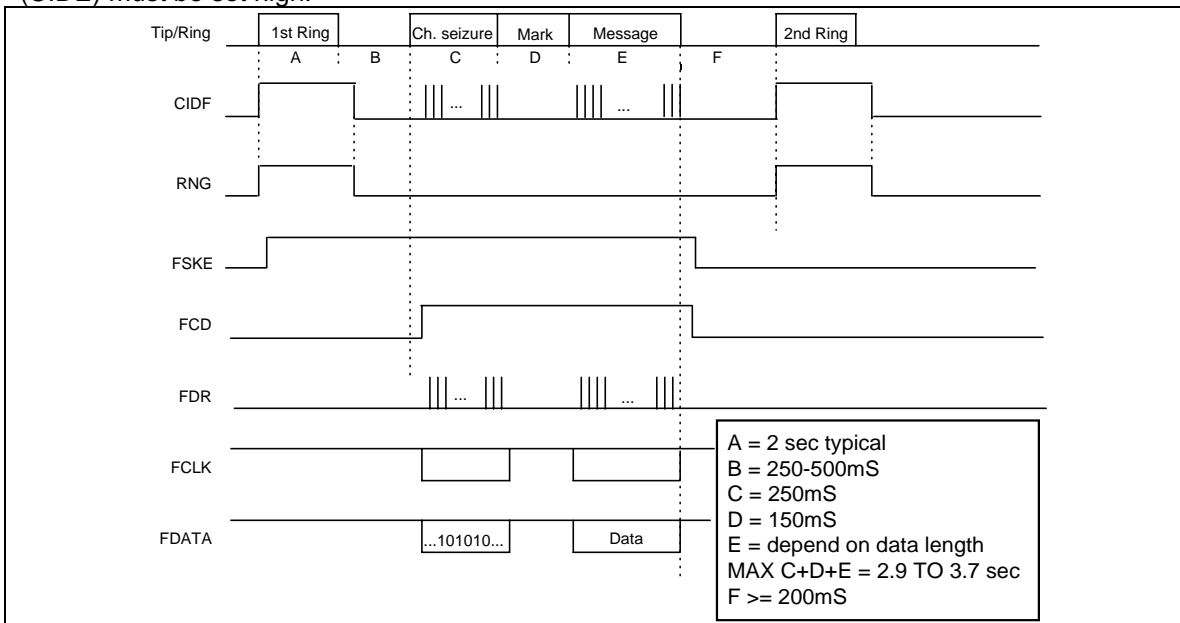 (CIDE) must be set high.
Tip/Ring 1st Ring Ch. seizure Mark Message 2nd Ring
A B C D E F
CIDF ... ...
RNG
FSKE
FCD
FDR ... ...
FCLK
FDATA ...101010... Data
A = 2 sec typical
B = 250-500mS
C = 250mS
D = 150mS
E = depend on data length
MAX C+D+E = 2.9 TO 3.7 sec
F >= 200mS